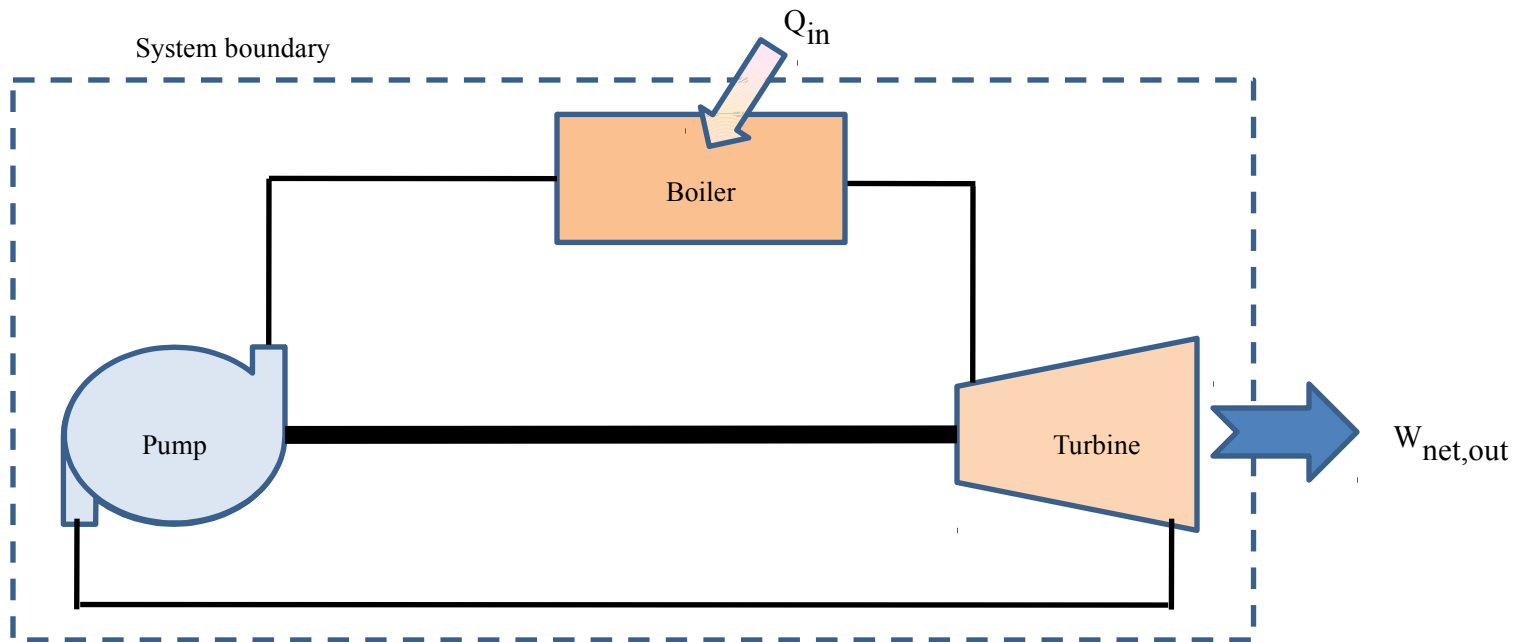 Q_in
System boundary
Boiler
Pump
Turbine
W_net,out